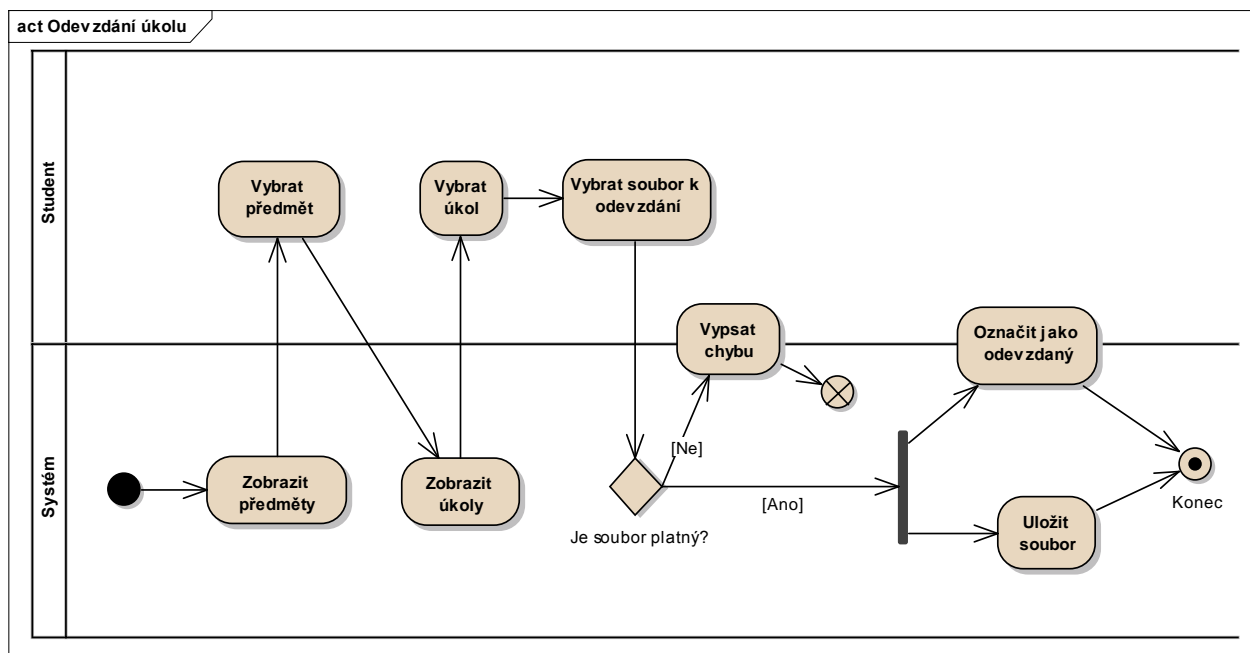 act Odevzdání úkolu
Student
Vybrat
předmět
Vybrat
úkol
Vybrat soubor k
odevzdání
Vypsat
chybu
Označit jako
odevzdaný
Systém
Zobrazit
předměty
Zobrazit
úkoly
[Ne]
[Ano]
Je soubor platný?
Uložit
soubor
Konec